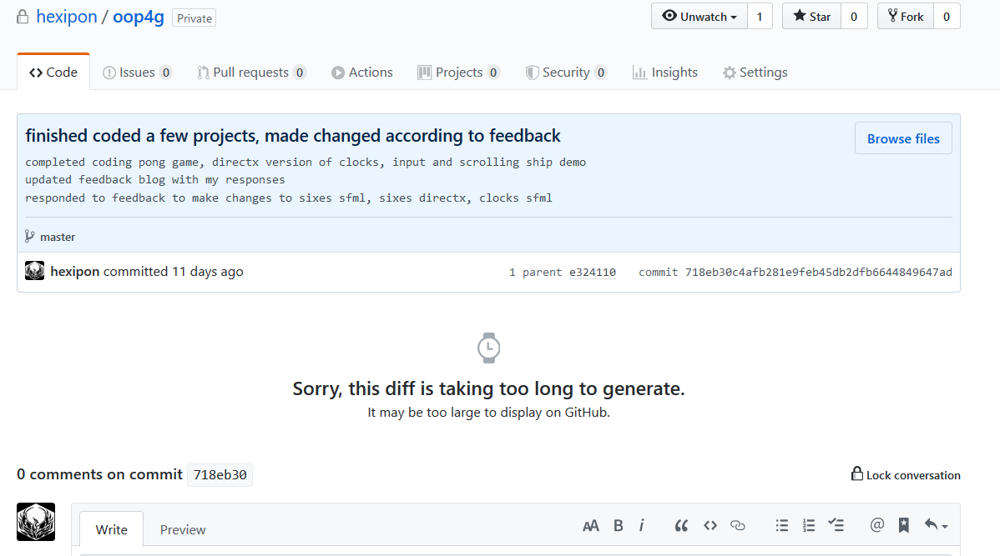 hexipon / oop4g Private
Unwatch 1 Star 0 Fork 0
Code Issues 0 Pull requests 0 Actions Projects 0 Security 0 Insights Settings
finished coded a few projects, made changed according to feedback
Browse files
completed coding pong game, directx version of clocks, input and scrolling ship demo
updated feedback blog with my responses
responded to feedback to make changes to sixes sfml, sixes directx, clocks sfml
master
hexipon committed 11 days ago 1 parent e324110 commit 718eb30c4afb281e9feb45db2dfb6644849647ad
Sorry, this diff is taking too long to generate.
It may be too large to display on GitHub.
0 comments on commit 718eb30 Lock conversation
Write Preview AA B i “ <> @